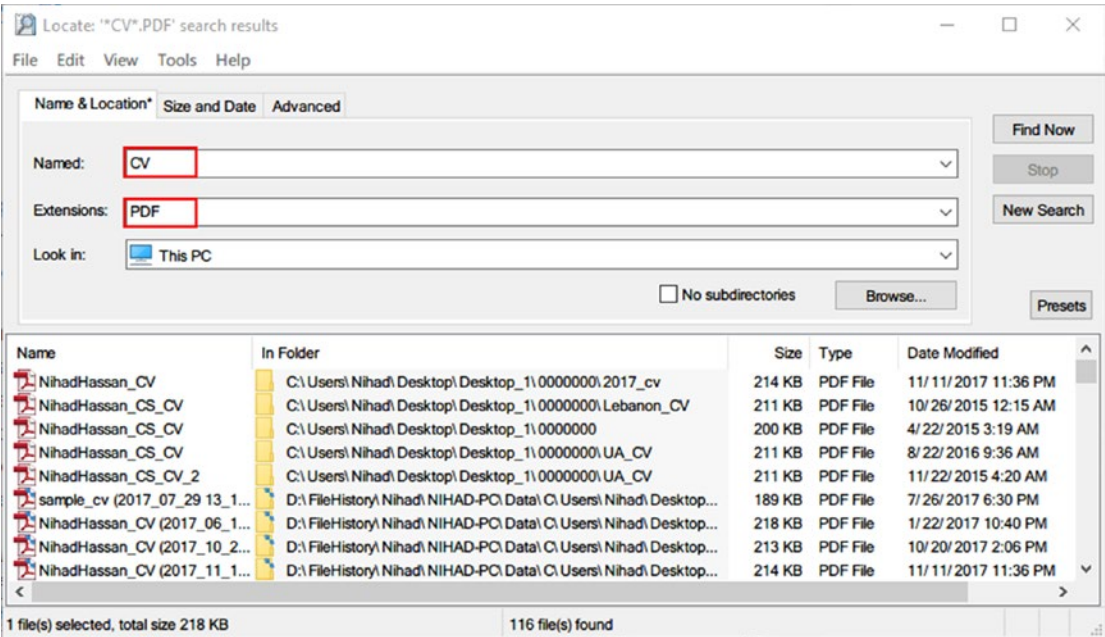 Locate: '*CV*.PDF' search results
File Edit View Tools Help
Name & Location* Size and Date Advanced
Find Now
Named: CV
Stop
Extensions: PDF
New Search
Look in: This PC
No subdirectories Browse...
Presets
Name In Folder Size Type Date Modified
NihadHassan_CV C:\Users\Nihad\Desktop\Desktop_1\0000000\2017_cv 214 KB PDF File 11/11/2017 11:36 PM
NihadHassan_CS_CV C:\Users\Nihad\Desktop\Desktop_1\0000000\Lebanon_CV 211 KB PDF File 10/26/2015 12:15 AM
NihadHassan_CS_CV C:\Users\Nihad\Desktop\Desktop_1\0000000 200 KB PDF File 4/22/2015 3:19 AM
NihadHassan_CS_CV C:\Users\Nihad\Desktop\Desktop_1\0000000\UA_CV 211 KB PDF File 8/22/2016 9:36 AM
NihadHassan_CS_CV_2 C:\Users\Nihad\Desktop\Desktop_1\0000000\UA_CV 211 KB PDF File 11/22/2015 4:20 AM
sample_cv (2017_07_29 13_1... D:\FileHistory\Nihad\NIHAD-PC\Data\C\Users\Nihad\Desktop... 189 KB PDF File 7/26/2017 6:30 PM
NihadHassan_CV (2017_06_1... D:\FileHistory\Nihad\NIHAD-PC\Data\C\Users\Nihad\Desktop... 218 KB PDF File 1/22/2017 10:40 PM
NihadHassan_CV (2017_10_2... D:\FileHistory\Nihad\NIHAD-PC\Data\C\Users\Nihad\Desktop... 213 KB PDF File 10/20/2017 2:06 PM
NihadHassan_CV (2017_11_1... D:\FileHistory\Nihad\NIHAD-PC\Data\C\Users\Nihad\Desktop... 214 KB PDF File 11/11/2017 11:36 PM
1 file(s) selected, total size 218 KB 116 file(s) found